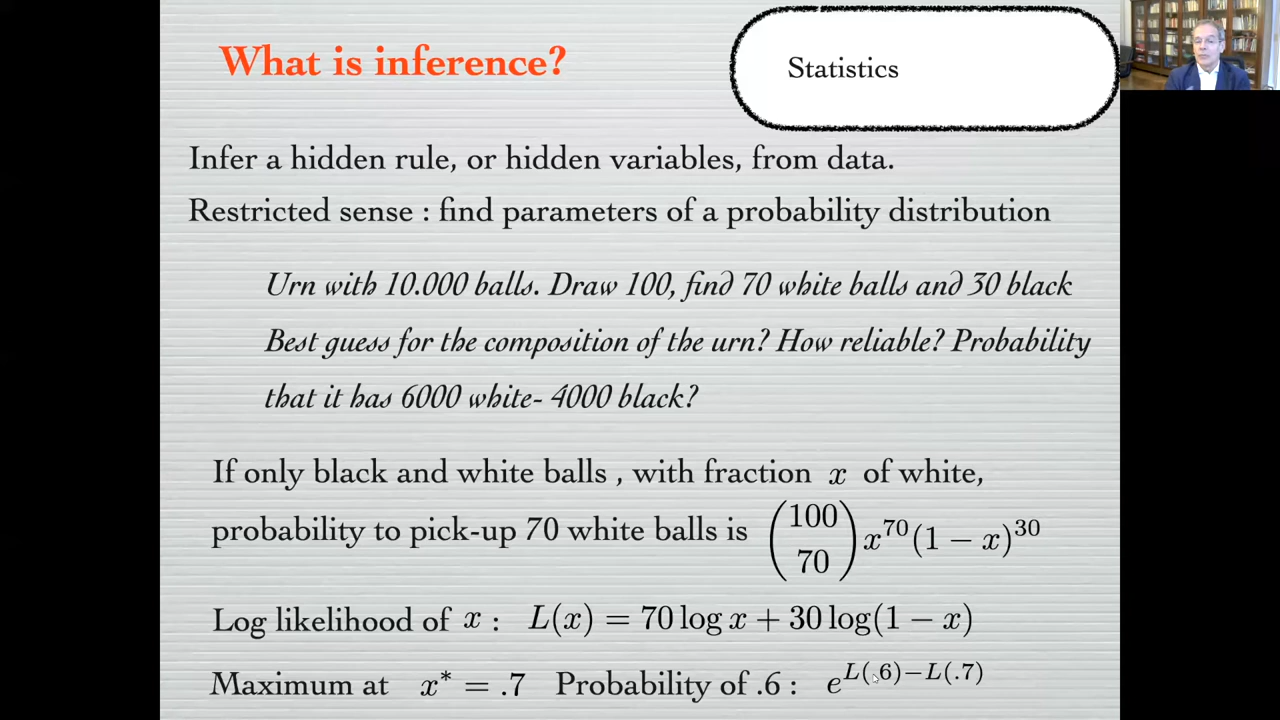 What is inference?
Statistics
Infer a hidden rule, or hidden variables, from data.
Restricted sense : find parameters of a probability distribution
Urn with 10.000 balls. Draw 100, find 70 white balls and 30 black
Best guess for the composition of the urn? How reliable? Probability
that it has 6000 white- 4000 black?
If only black and white balls , with fraction x of white,
probability to pick-up 70 white balls is \binom{100}{70} x^{70}(1 − x)^{30}
Log likelihood of x : L(x) = 70 log x + 30 log(1 − x)
Maximum at x^* = .7 Probability of .6 : e^{L(.6)−L(.7)}